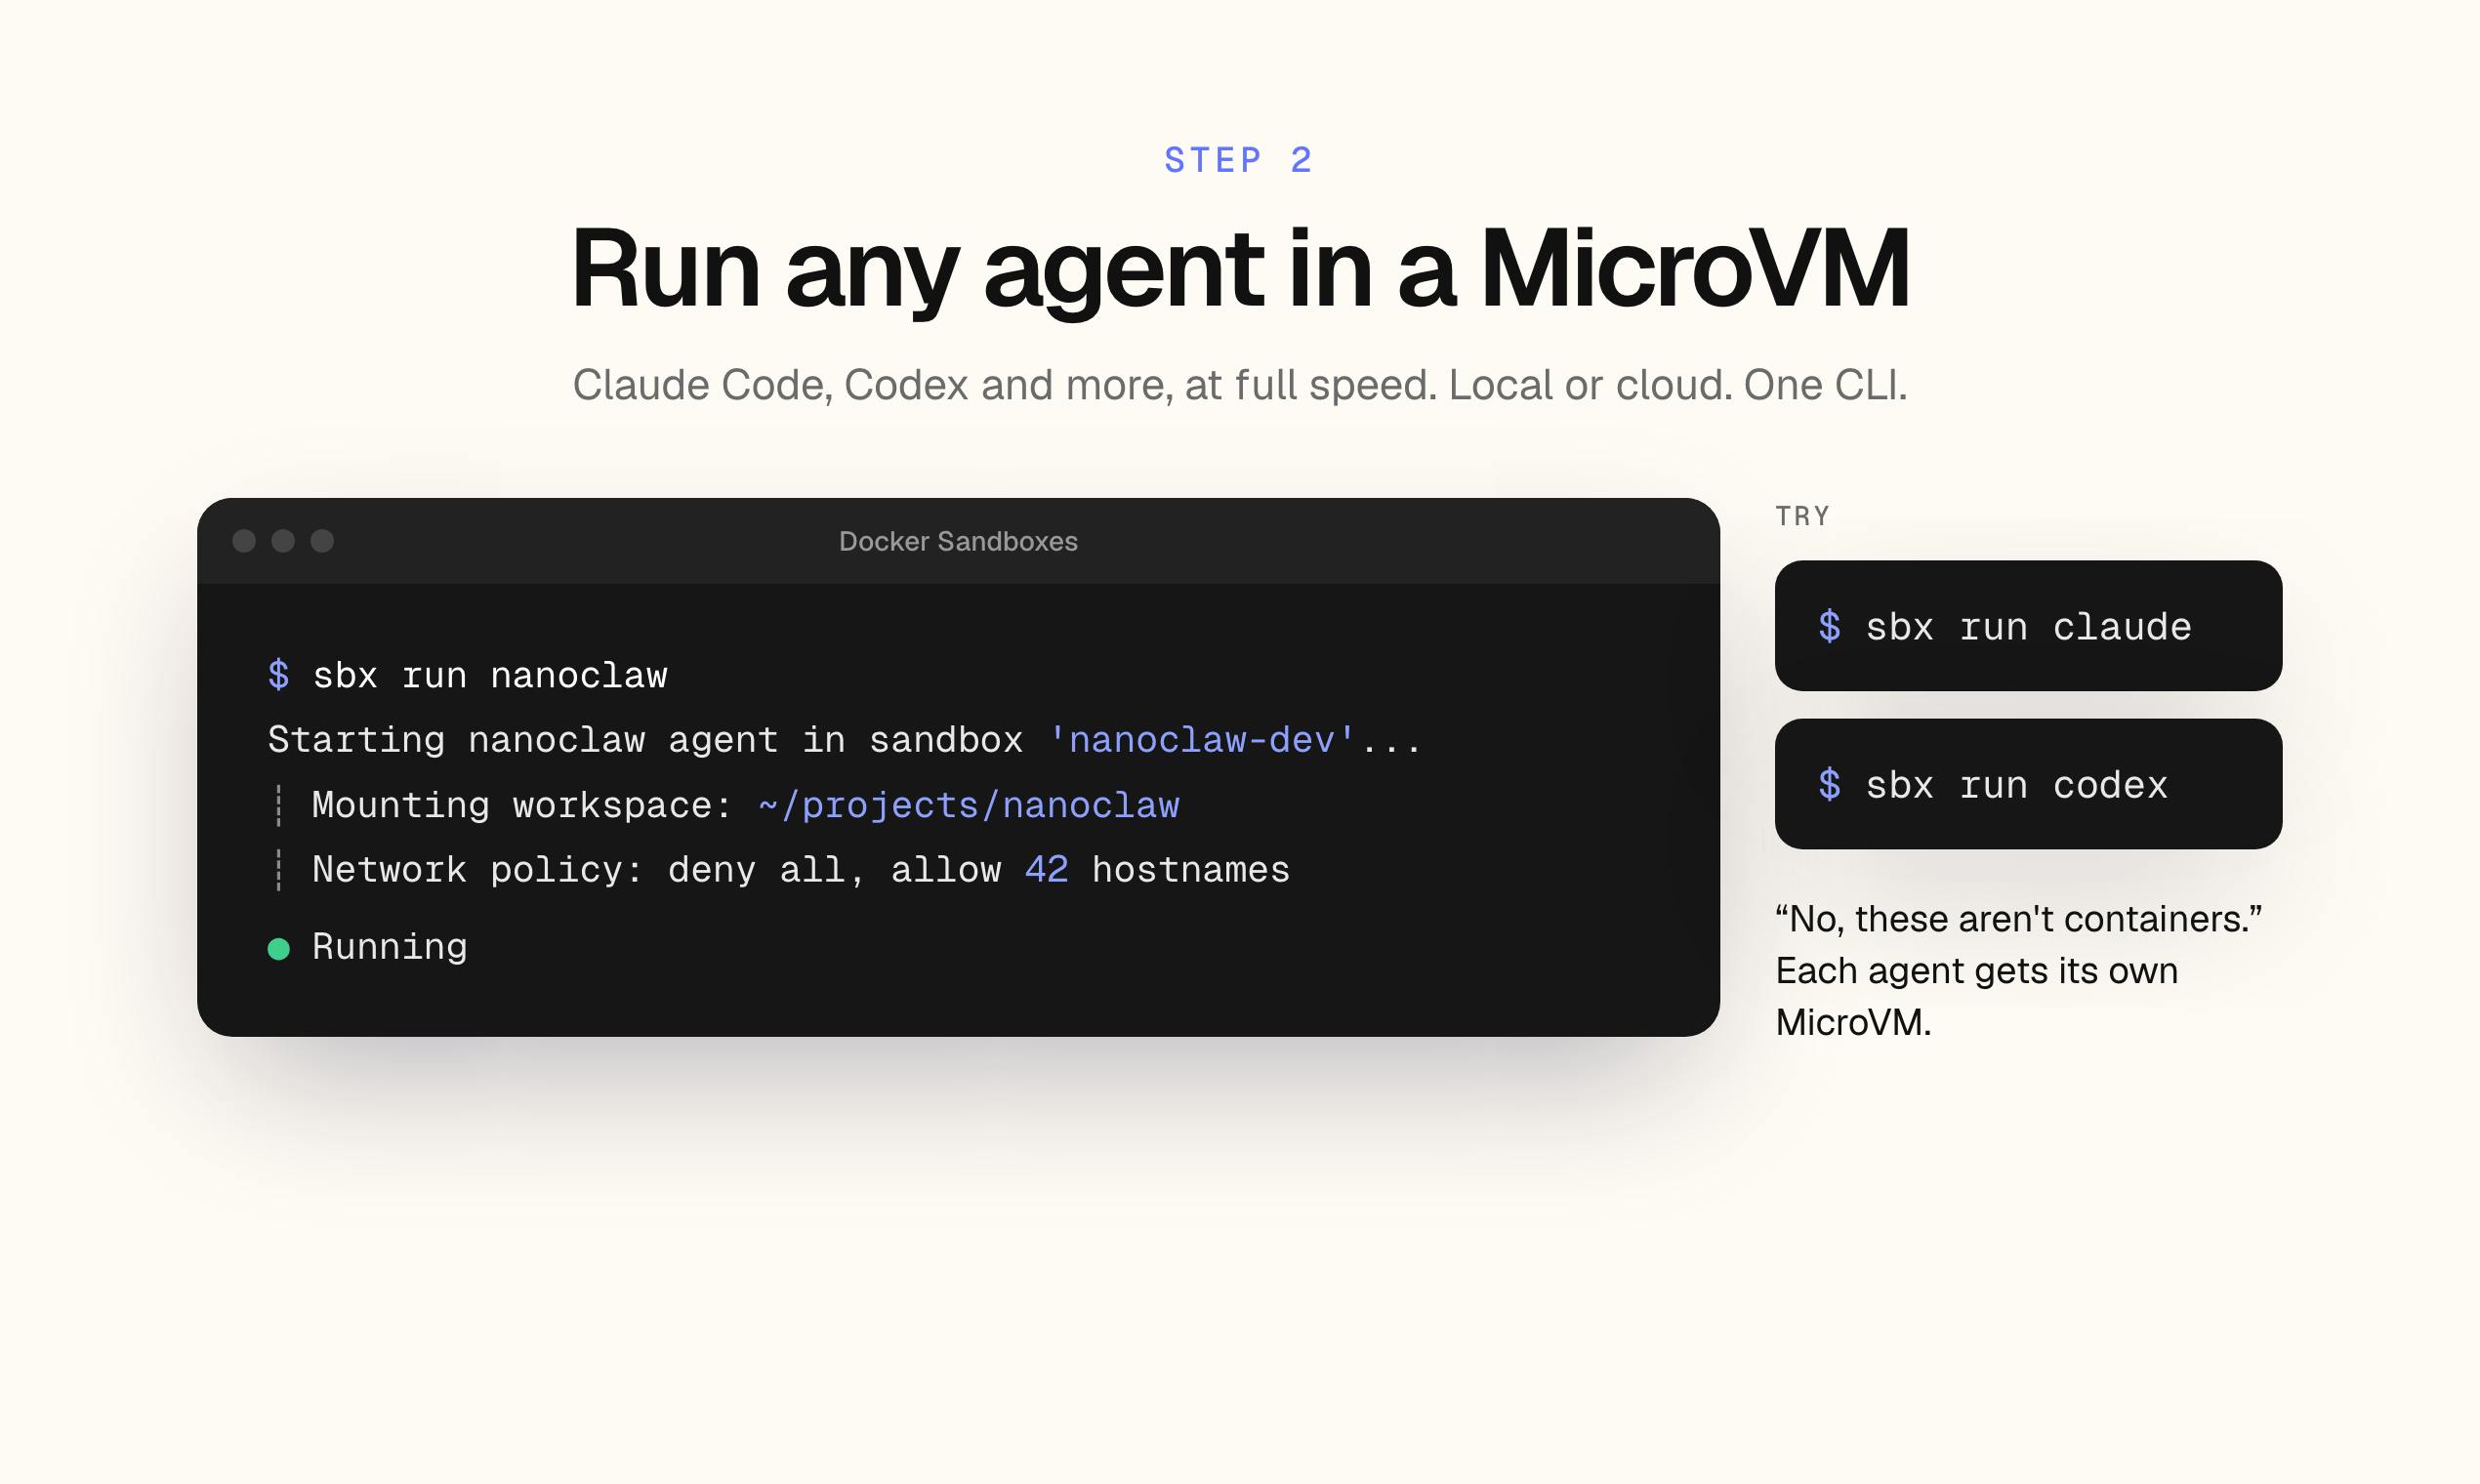 STEP 2
Run any agent in a MicroVM
Claude Code, Codex and more, at full speed. Local or cloud. One CLI.
Docker Sandboxes
$ sbx run nanoclaw
Starting nanoclaw agent in sandbox 'nanoclaw-dev'...
┊ Mounting workspace: ~/projects/nanoclaw
┊ Network policy: deny all, allow 42 hostnames
● Running
TRY
$ sbx run claude
$ sbx run codex
“No, these aren't containers.”
Each agent gets its own
MicroVM.